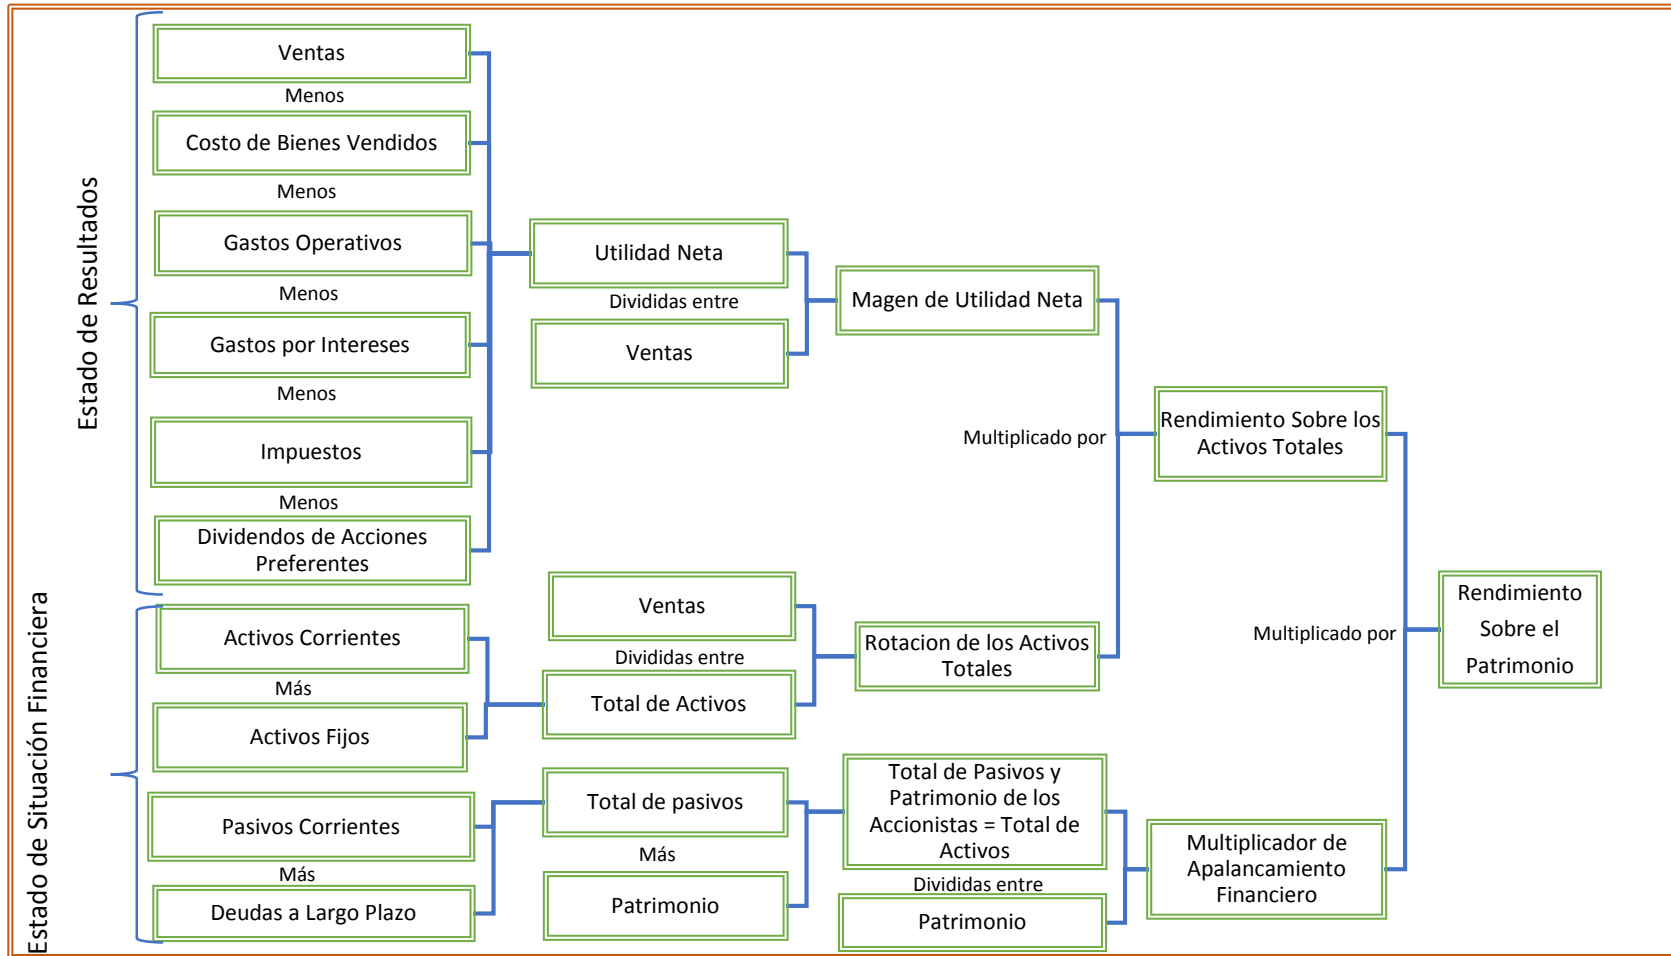 Estado de Resultados
Ventas
Menos
Costo de Bienes Vendidos
Menos
Gastos Operativos
Menos
Gastos por Intereses
Menos
Impuestos
Menos
Dividendos de Acciones
Preferentes
Utilidad Neta
Divididas entre
Ventas
Magen de Utilidad Neta
Multiplicado por
Rendimiento Sobre los
Activos Totales
Estado de Situación Financiera
Activos Corrientes
Más
Activos Fijos
Ventas
Divididas entre
Total de Activos
Rotacion de los Activos
Totales
Multiplicado por
Rendimiento
Sobre el
Patrimonio
Pasivos Corrientes
Más
Deudas a Largo Plazo
Total de pasivos
Más
Patrimonio
Total de Pasivos y
Patrimonio de los
Accionistas = Total de
Activos
Divididas entre
Patrimonio
Multiplicador de
Apalancamiento
Financiero